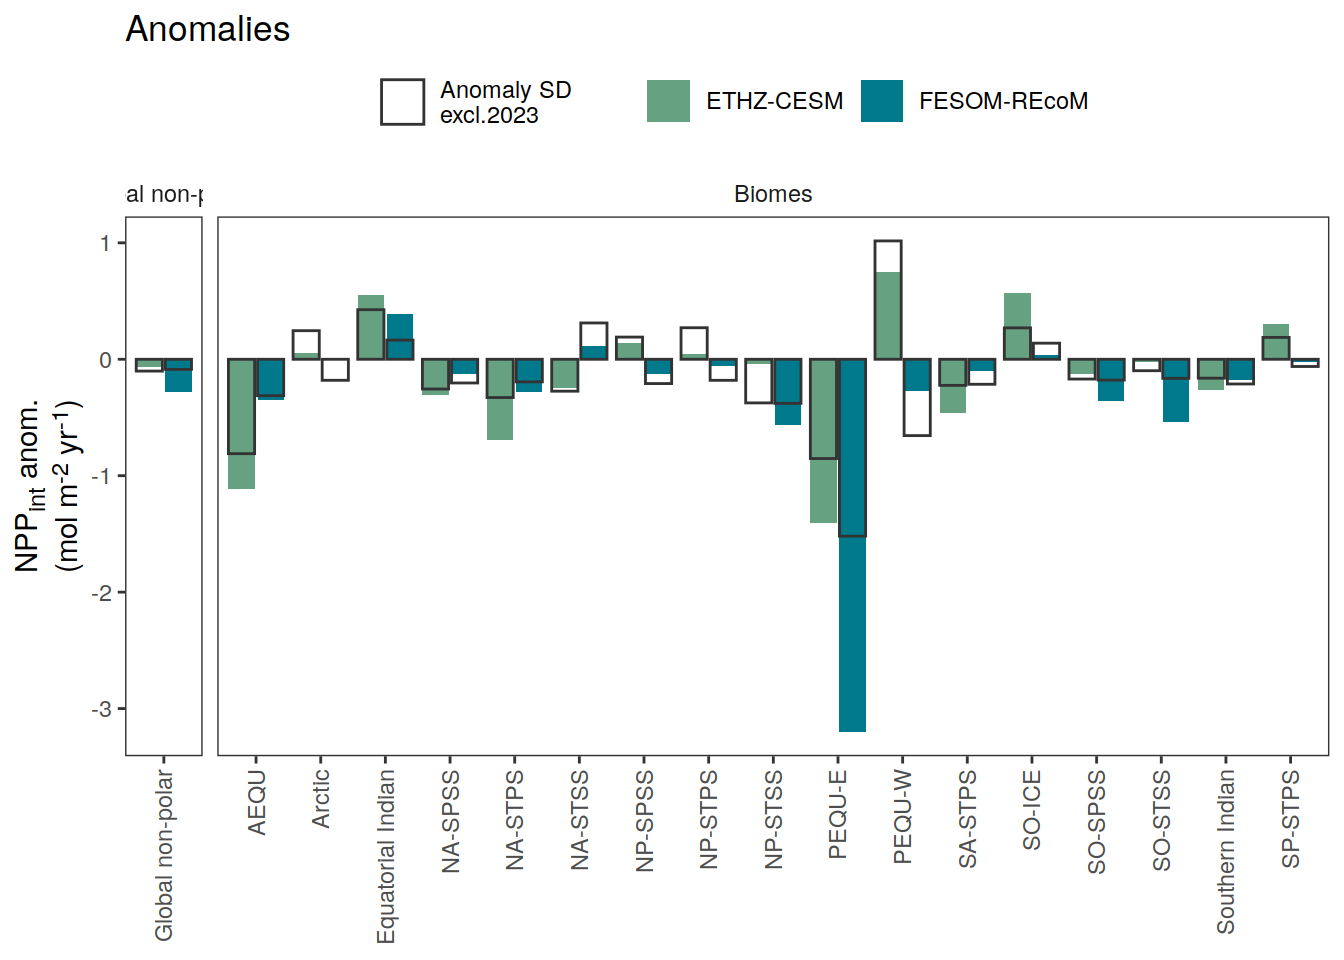 Anomalies
Anomaly SD
excl.2023
ETHZ-CESM
FESOM-REcoM
al non-p
Biomes
NPPint anom.
(mol m-2 yr-1)
1
0
-1
-2
-3
Global non-polar
AEQU
Arctic
Equatorial Indian
NA-SPSS
NA-STPS
NA-STSS
NP-SPSS
NP-STPS
NP-STSS
PEQU-E
PEQU-W
SA-STPS
SO-ICE
SO-SPSS
SO-STSS
Southern Indian
SP-STPS